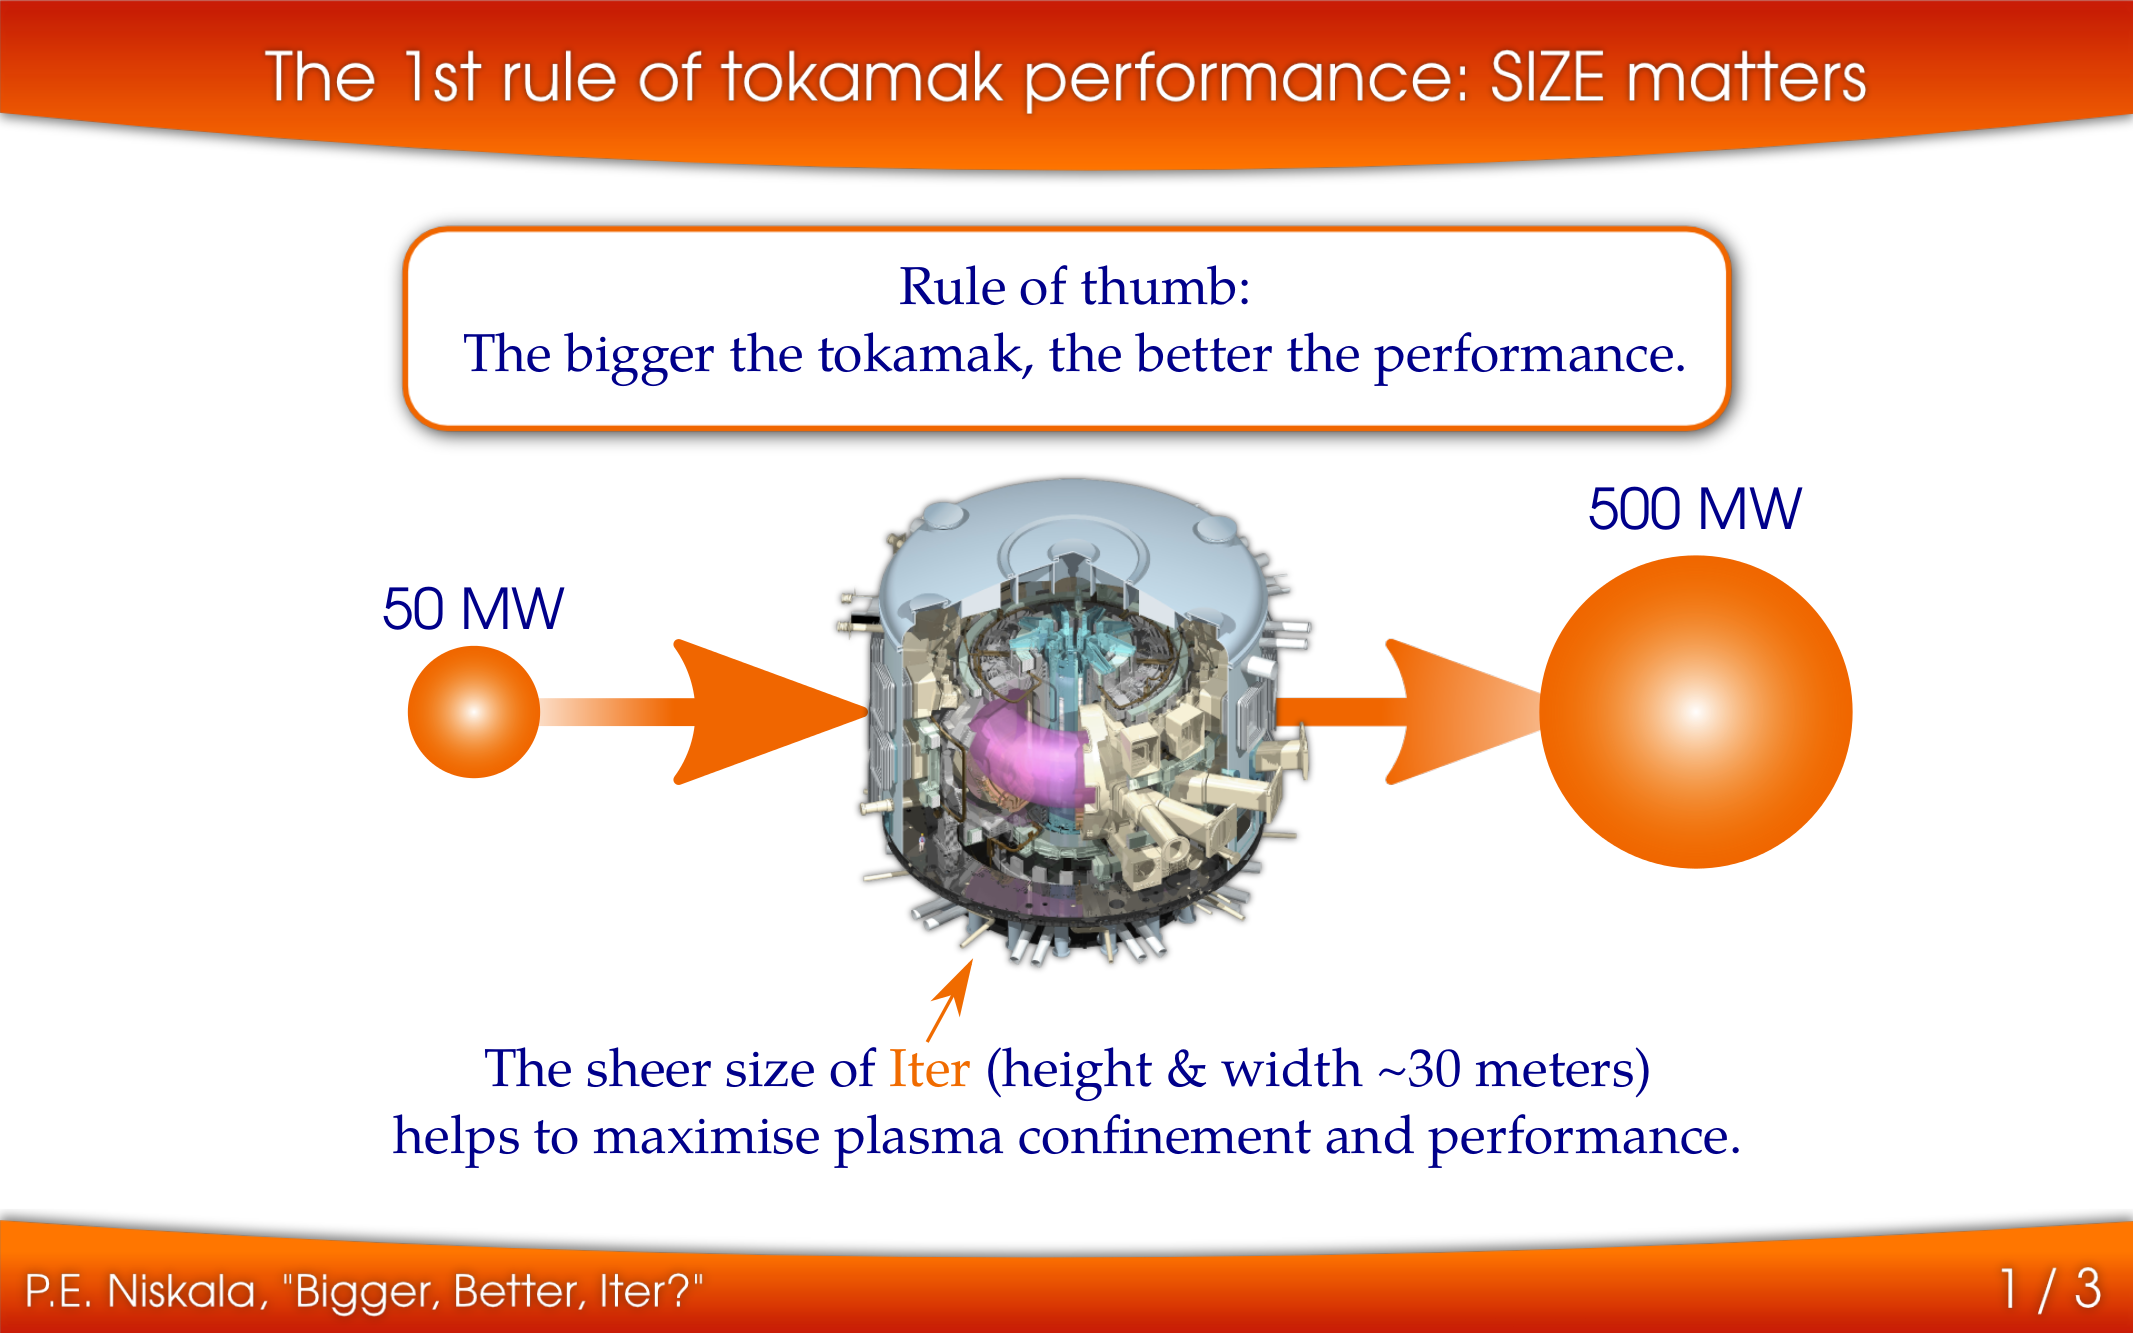 The 1st rule of tokamak performance: SIZE matters
Rule of thumb:
The bigger the tokamak, the better the performance.
50 MW
500 MW
The sheer size of Iter (height & width ~30 meters)
helps to maximise plasma confinement and performance.
P.E. Niskala, "Bigger, Better, Iter?"
1 / 3